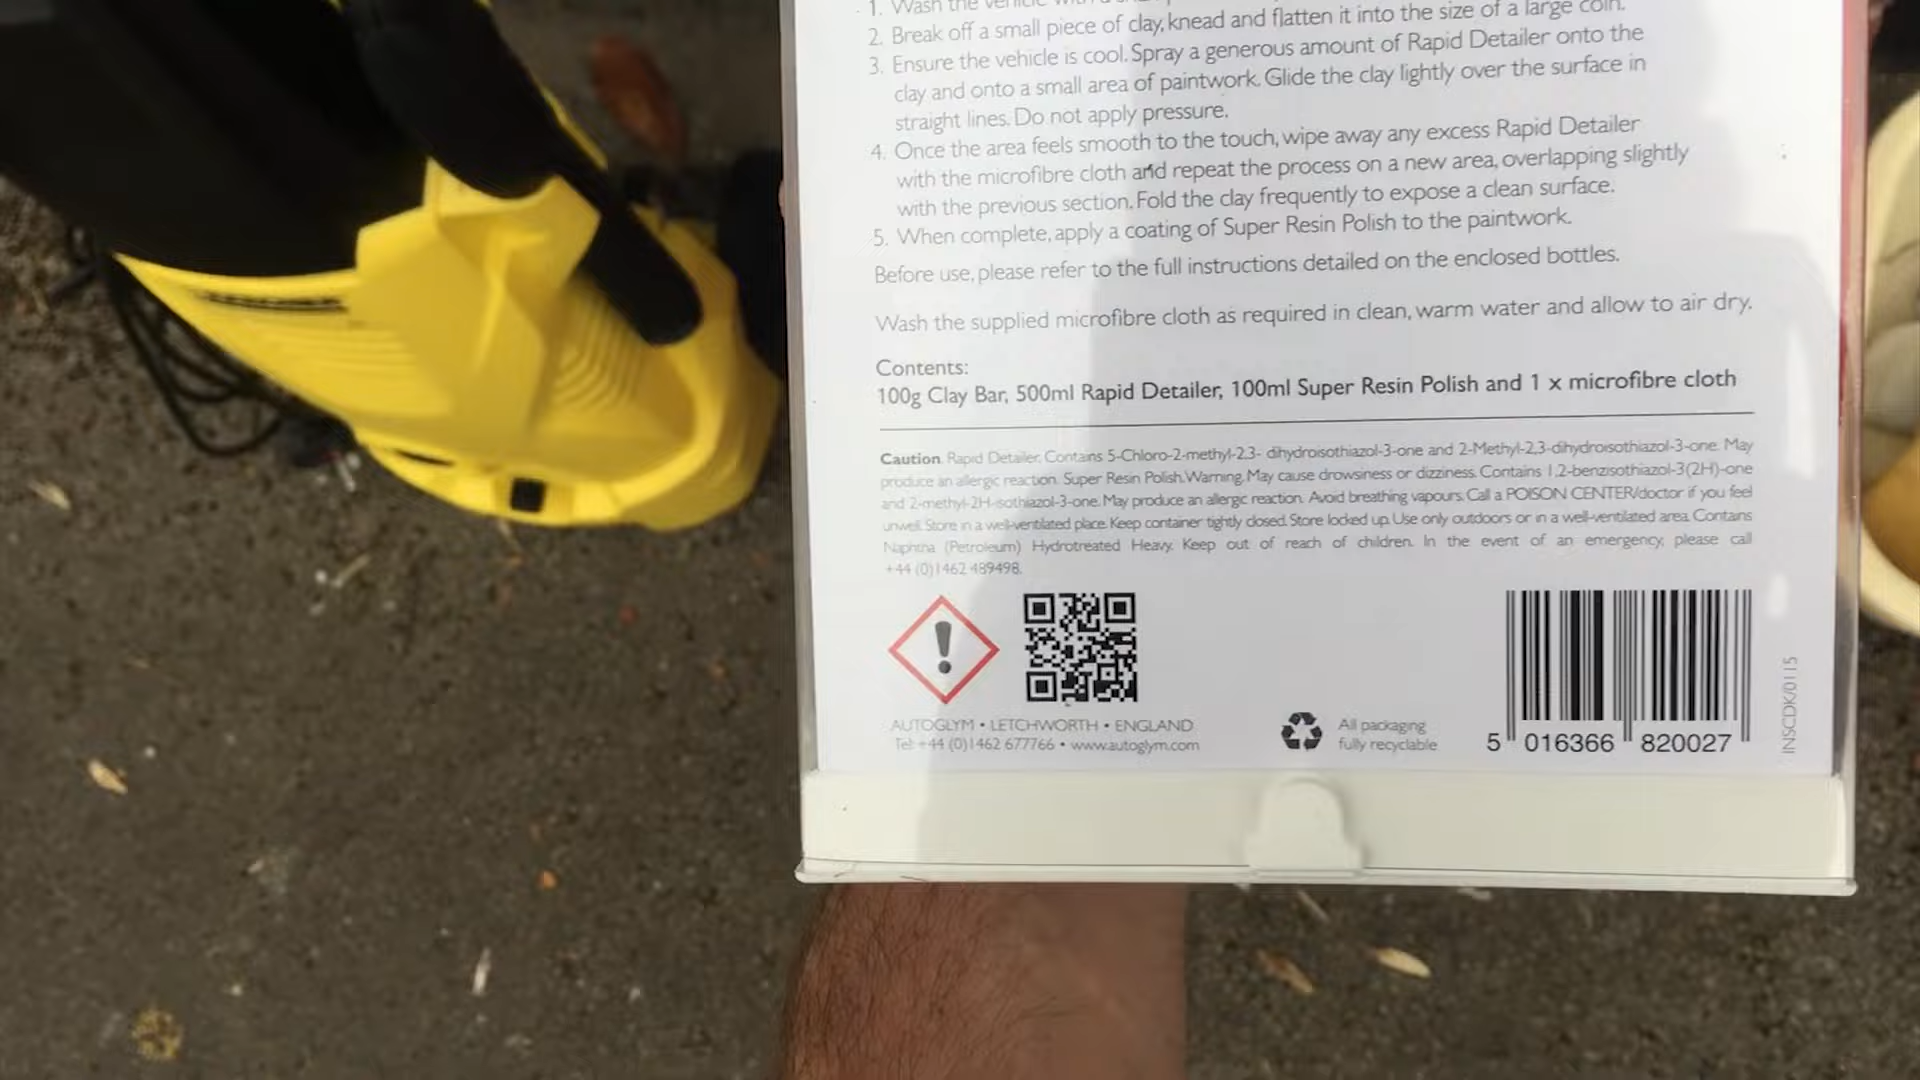 1. Wash the vehicle with a
2. Break off a small piece of clay, knead and flatten it into the size of a large coin.
3. Ensure the vehicle is cool. Spray a generous amount of Rapid Detailer onto the
clay and onto a small area of paintwork. Glide the clay lightly over the surface in
straight lines. Do not apply pressure.
4. Once the area feels smooth to the touch, wipe away any excess Rapid Detailer
with the microfibre cloth and repeat the process on a new area, overlapping slightly
with the previous section. Fold the clay frequently to expose a clean surface.
5. When complete, apply a coating of Super Resin Polish to the paintwork.
Before use, please refer to the full instructions detailed on the enclosed bottles.
Wash the supplied microfibre cloth as required in clean, warm water and allow to air dry.
Contents:
100g Clay Bar, 500ml Rapid Detailer, 100ml Super Resin Polish and 1 x microfibre cloth
Caution. Rapid Detailer. Contains 5-Chloro-2-methyl-2,3- dihydroisothiazol-3-one and 2-Methyl-2,3-dihydroisothiazol-3-one. May
produce an allergic reaction. Super Resin Polish. Warning. May cause drowsiness or dizziness. Contains 1,2-benzisothiazol-3(2H)-one
and 2-methyl-2H-isothiazol-3-one. May produce an allergic reaction. Avoid breathing vapours. Call a POISON CENTER/doctor if you feel
unwell. Store in a well-ventilated place. Keep container tightly closed. Store locked up. Use only outdoors or in a well-ventilated area. Contains
Naphtha (Petroleum) Hydrotreated Heavy. Keep out of reach of children. In the event of an emergency, please call
+44 (0)1462 489498.
AUTOGLYM • LETCHWORTH • ENGLAND
Tel: +44 (0)1462 677766 • www.autoglym.com
All packaging
fully recyclable
5 016366 820027
INSCDK/0115